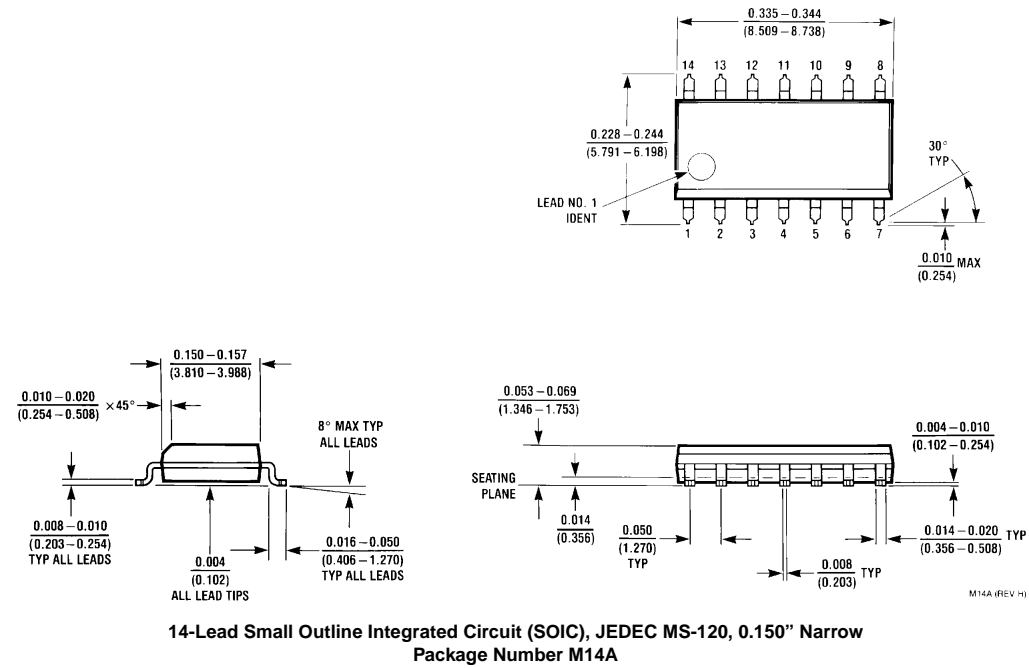 0.335 – 0.344
(8.509 – 8.738)
14 13 12 11 10 9 8
0.228 – 0.244
(5.791 – 6.198)
30°
TYP
LEAD NO. 1
IDENT
1 2 3 4 5 6 7
0.010 MAX
(0.254)
0.150 – 0.157
(3.810 – 3.988)
0.010 – 0.020 ×45°
(0.254 – 0.508)
8° MAX TYP
ALL LEADS
0.008 – 0.010
(0.203 – 0.254)
TYP ALL LEADS
0.004
(0.102)
ALL LEAD TIPS
0.016 – 0.050
(0.406 – 1.270)
TYP ALL LEADS
0.053 – 0.069
(1.346 – 1.753)
0.004 – 0.010
(0.102 – 0.254)
SEATING
PLANE
0.014
(0.356)
0.050
(1.270)
TYP
0.008 TYP
(0.203)
0.014 – 0.020 TYP
(0.356 – 0.508)
M14A (REV H)
14-Lead Small Outline Integrated Circuit (SOIC), JEDEC MS-120, 0.150” Narrow
Package Number M14A